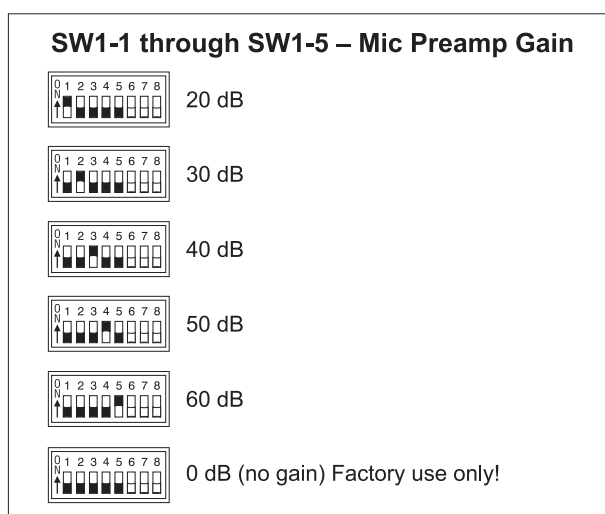 SW1-1 through SW1-5 – Mic Preamp Gain
ON 1 2 3 4 5 6 7 8 20 dB
ON 1 2 3 4 5 6 7 8 30 dB
ON 1 2 3 4 5 6 7 8 40 dB
ON 1 2 3 4 5 6 7 8 50 dB
ON 1 2 3 4 5 6 7 8 60 dB
ON 1 2 3 4 5 6 7 8 0 dB (no gain) Factory use only!